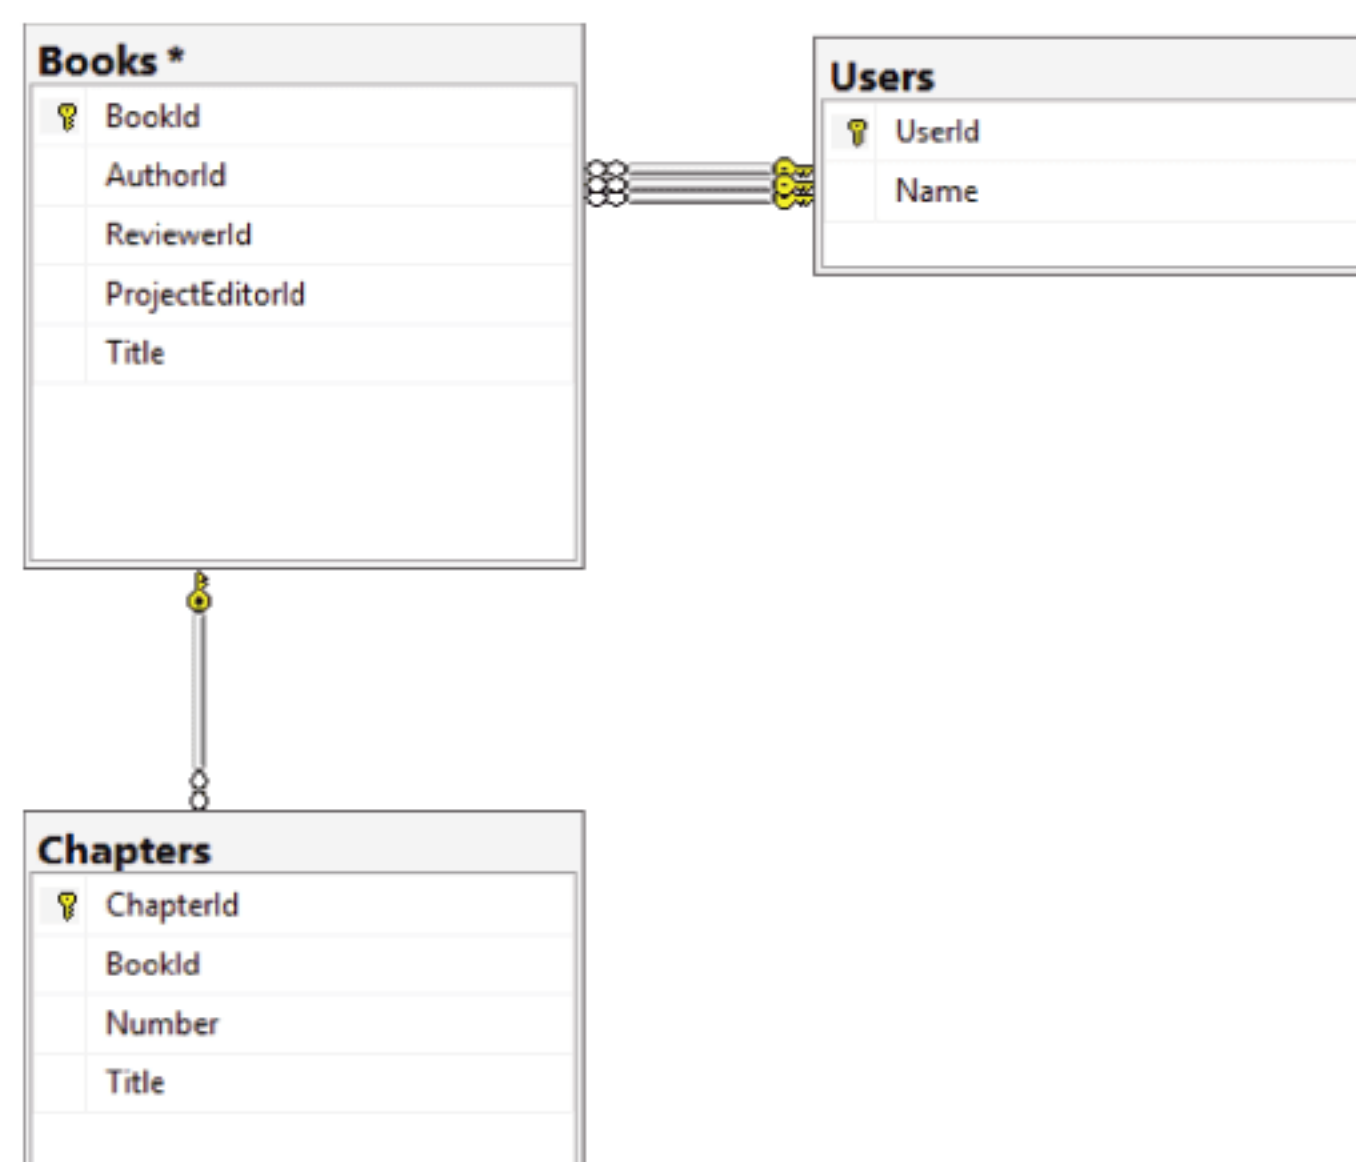 Books *
BookId
AuthorId
ReviewerId
ProjectEditorId
Title
Users
UserId
Name
Chapters
ChapterId
BookId
Number
Title